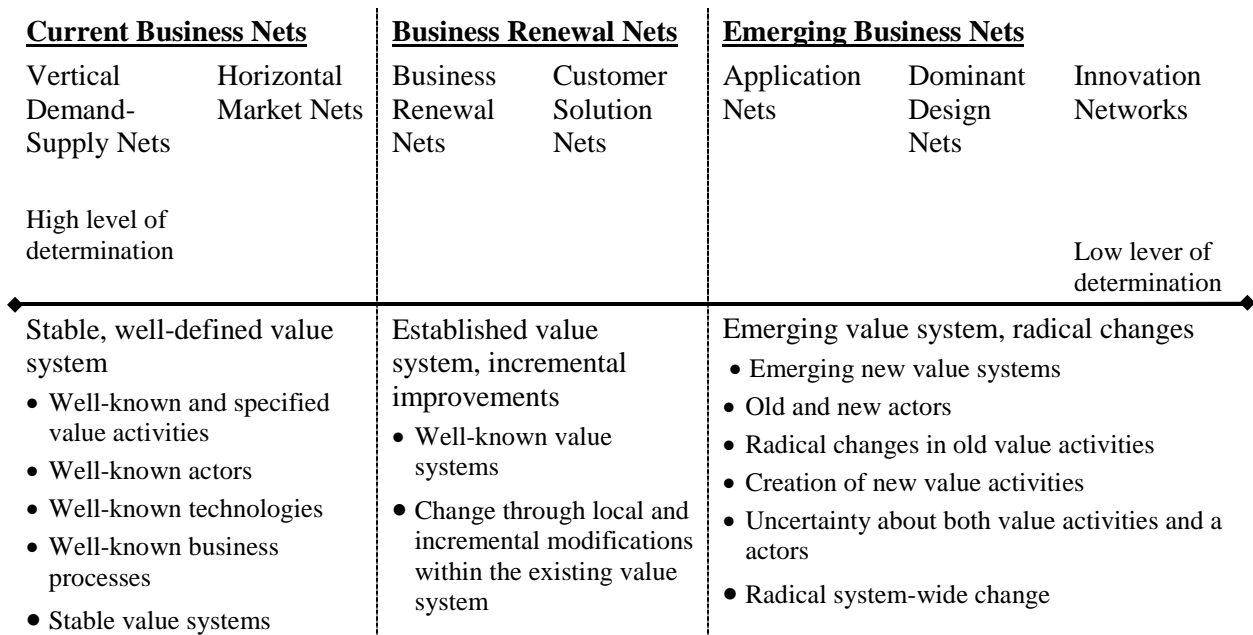 Current Business Nets
Vertical
Demand-
Supply Nets
Horizontal
Market Nets
High level of
determination
Business Renewal Nets
Business
Renewal
Nets
Customer
Solution
Nets
Emerging Business Nets
Application
Nets
Dominant
Design
Nets
Innovation
Networks
Low lever of
determination
Stable, well-defined value
system
• Well-known and specified
value activities
• Well-known actors
• Well-known technologies
• Well-known business
processes
• Stable value systems
Established value
system, incremental
improvements
• Well-known value
systems
• Change through local and
incremental modifications
within the existing value
system
Emerging value system, radical changes
• Emerging new value systems
• Old and new actors
• Radical changes in old value activities
• Creation of new value activities
• Uncertainty about both value activities and a
actors
• Radical system-wide change